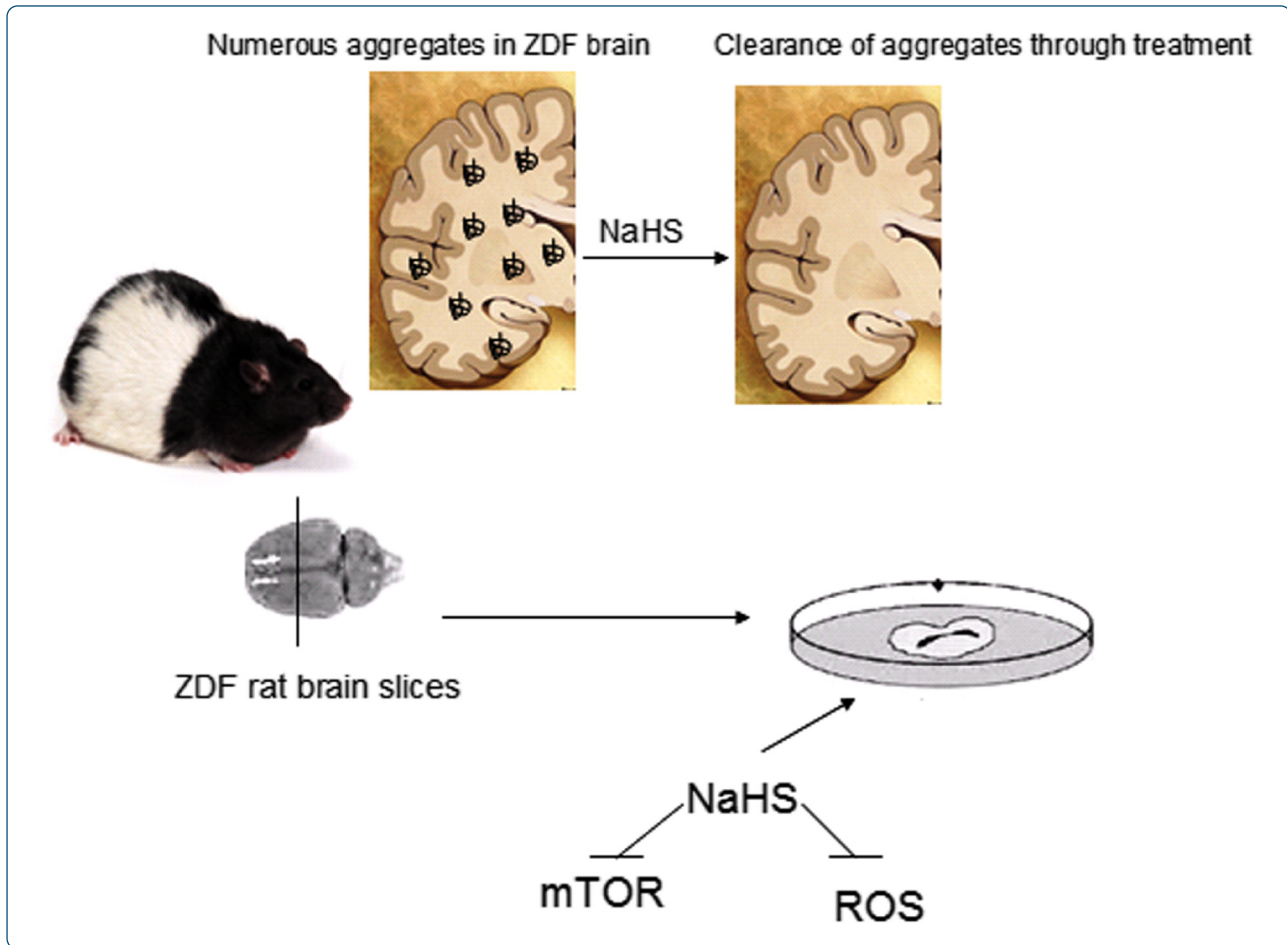 Numerous aggregates in ZDF brain
Clearance of aggregates through treatment
NaHS
ZDF rat brain slices
NaHS
mTOR
ROS